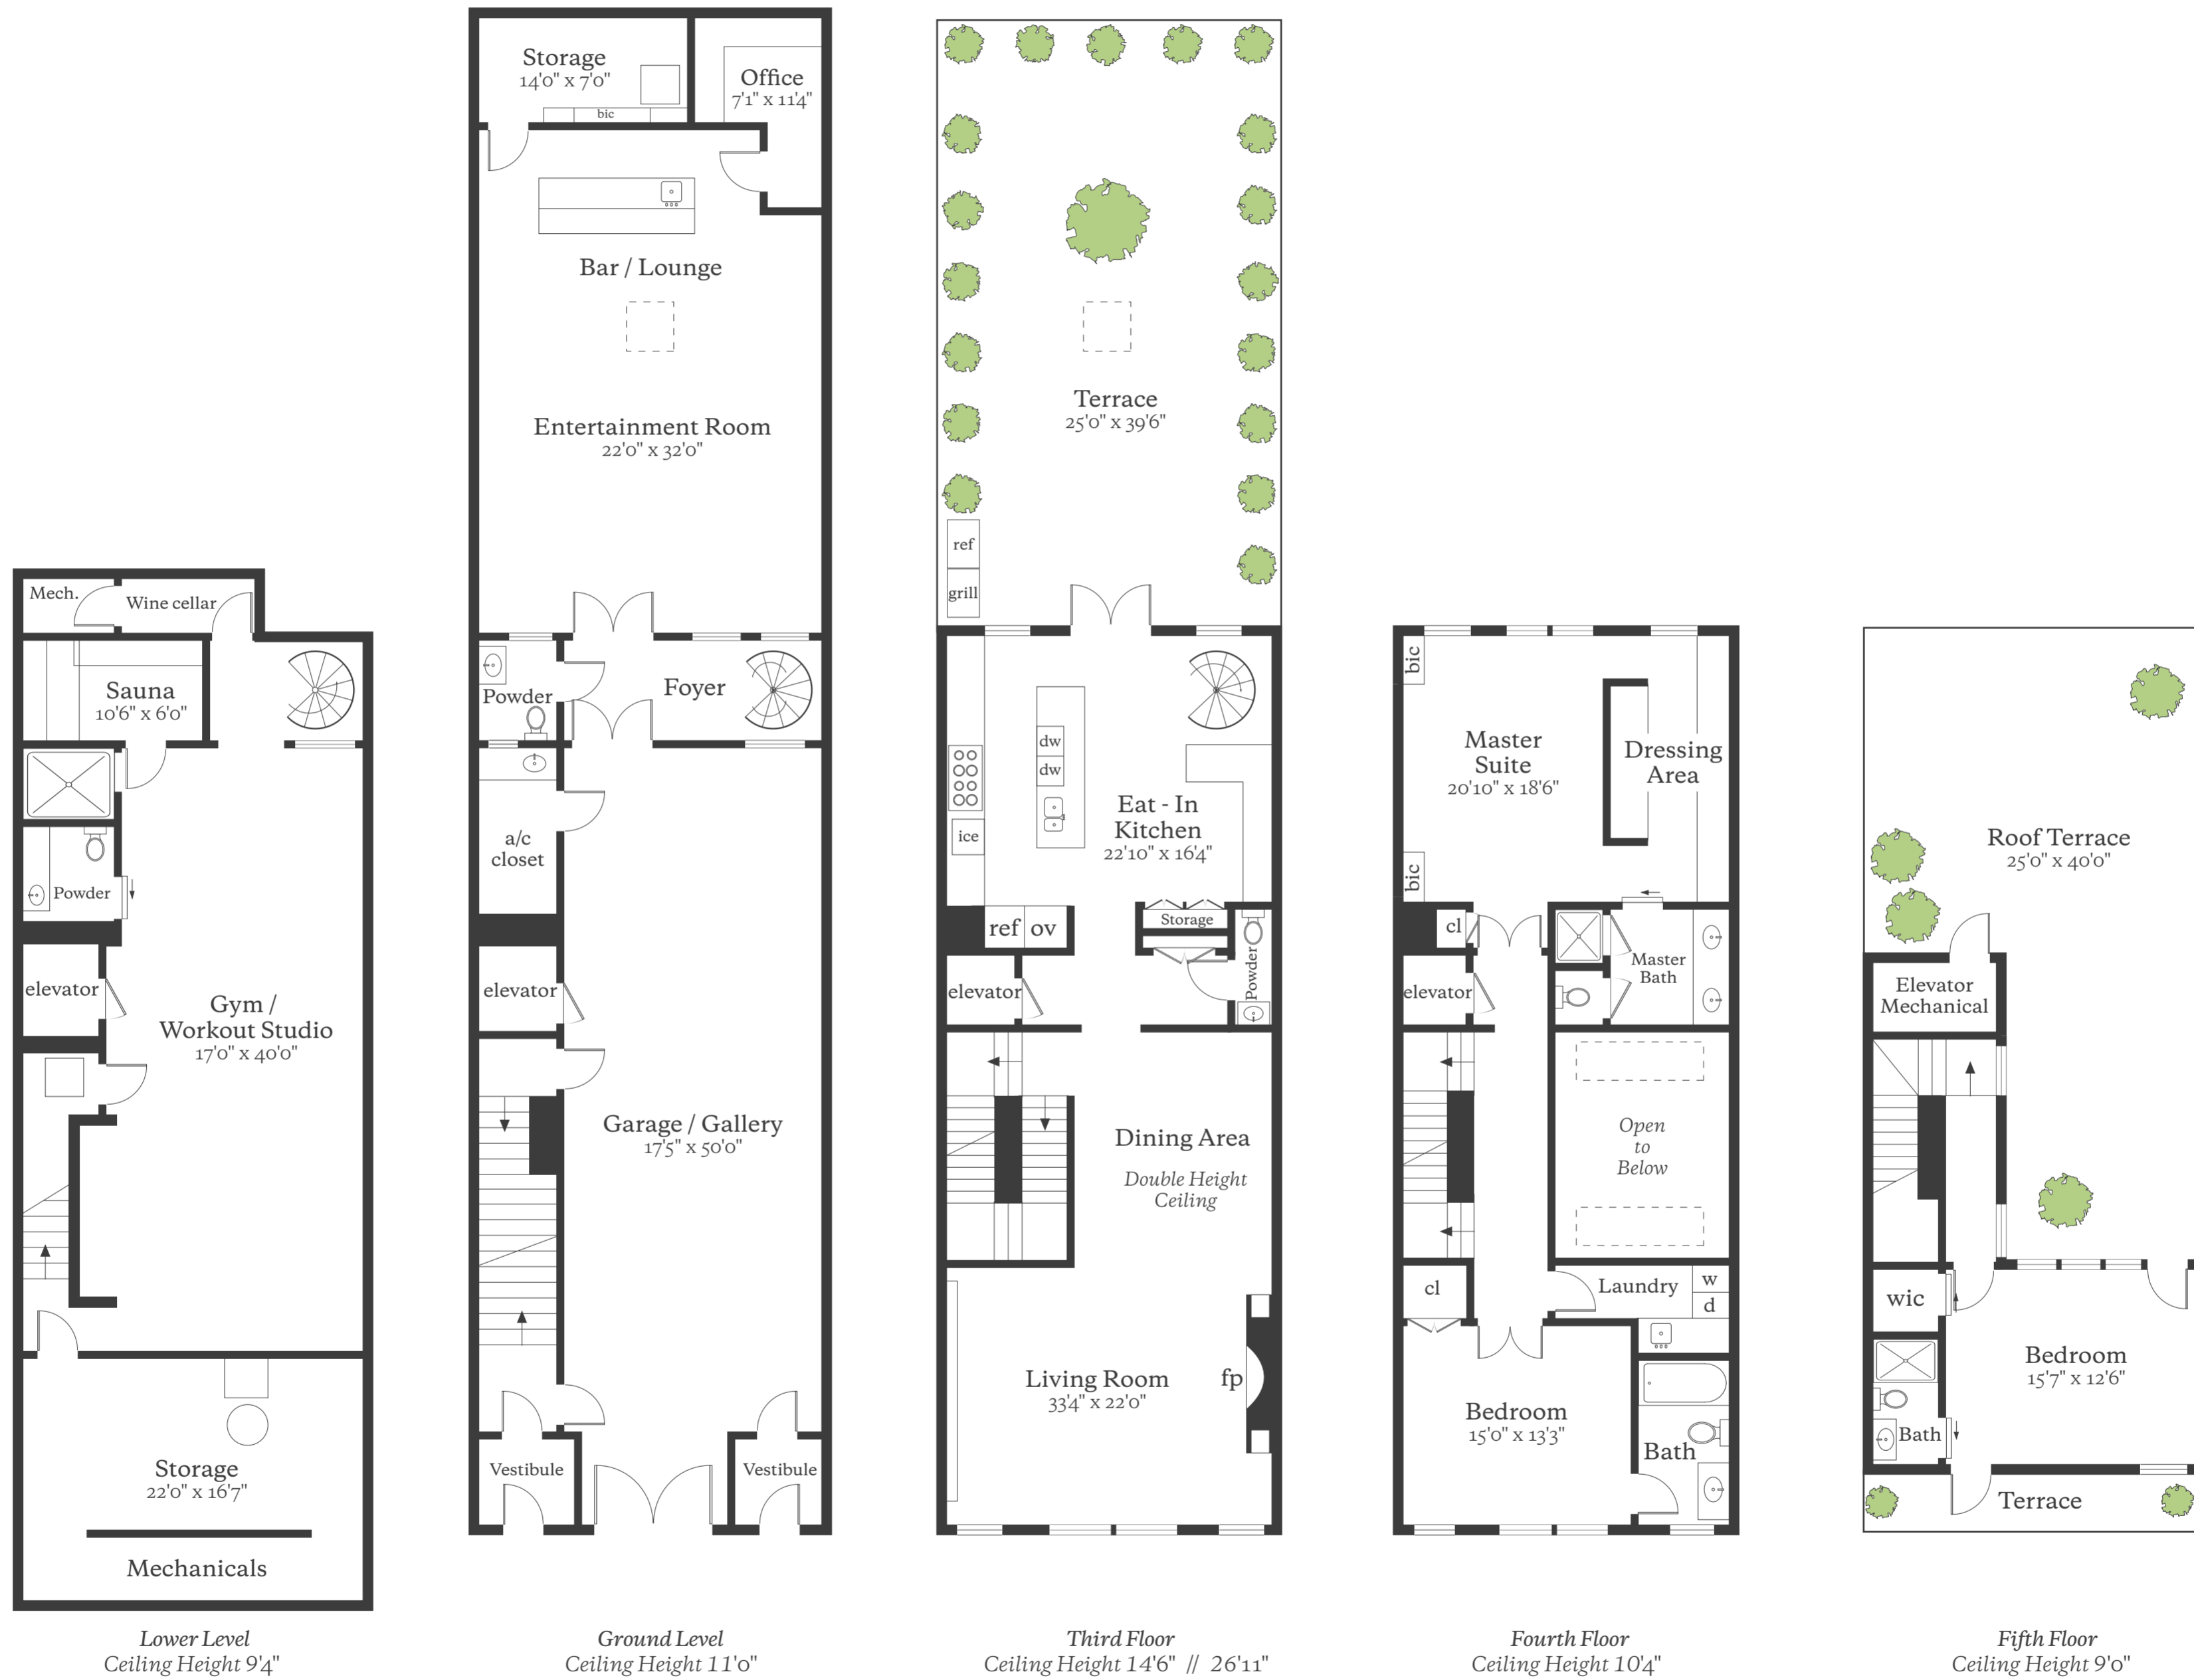 Mech.
Wine cellar
Sauna
10'6" x 6'0"
Powder
elevator
Gym /
Workout Studio
17'0" x 40'0"
Storage
22'0" x 16'7"
Mechanicals
Lower Level
Ceiling Height 9'4"
Storage
14'0" x 7'0"
bic
Office
7'1" x 11'4"
Bar / Lounge
Entertainment Room
22'0" x 32'0"
Powder
Foyer
a/c
closet
elevator
Garage / Gallery
17'5" x 50'0"
Vestibule
Vestibule
Ground Level
Ceiling Height 11'0"
Terrace
25'0" x 39'6"
ref
grill
dw
dw
ice
Eat - In
Kitchen
22'10" x 16'4"
ref
ov
Storage
Powder
elevator
Dining Area
Double Height
Ceiling
Living Room
33'4" x 22'0"
fp
Third Floor
Ceiling Height 14'6" // 26'11"
bic
Master
Suite
20'10" x 18'6"
Dressing
Area
bic
cl
Master
Bath
elevator
Open
to
Below
cl
Laundry
w
d
Bedroom
15'0" x 13'3"
Bath
Fourth Floor
Ceiling Height 10'4"
Roof Terrace
25'0" x 40'0"
Elevator
Mechanical
wic
Bedroom
15'7" x 12'6"
Bath
Terrace
Fifth Floor
Ceiling Height 9'0"